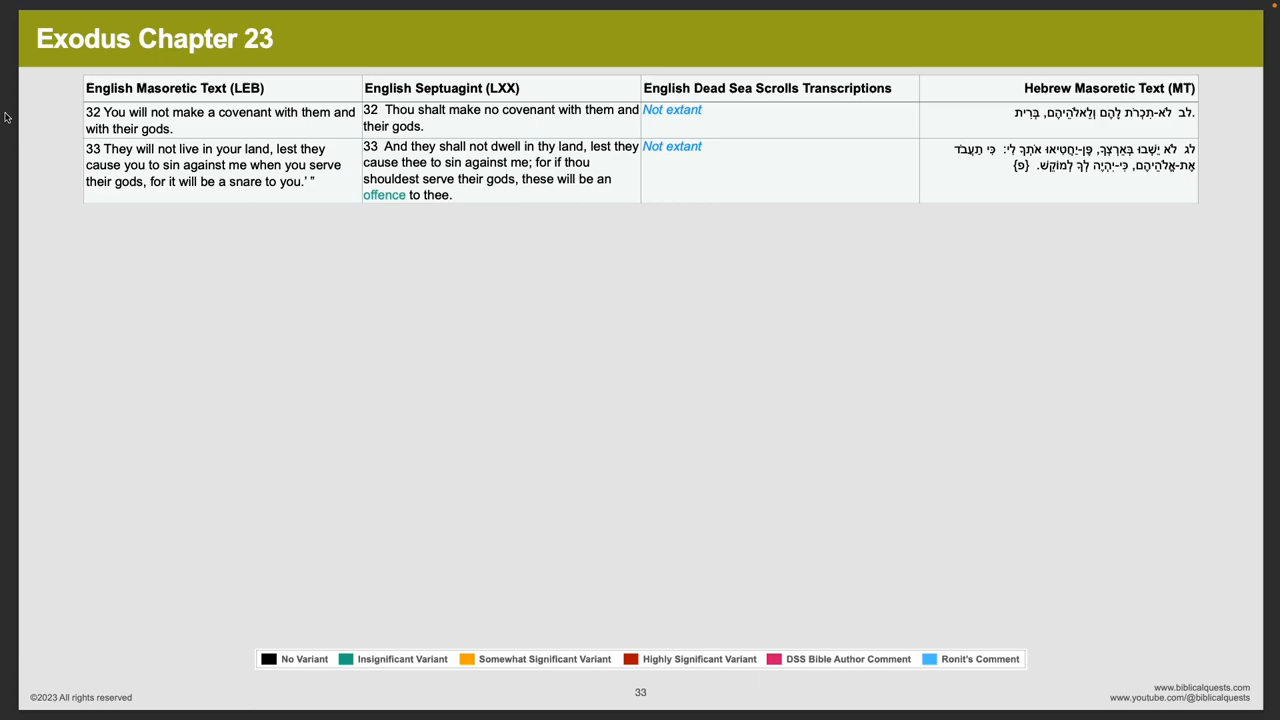 Exodus Chapter 23
English Masoretic Text (LEB)
English Septuagint (LXX)
English Dead Sea Scrolls Transcriptions
Hebrew Masoretic Text (MT)
32 You will not make a covenant with them and
with their gods.
32  Thou shalt make no covenant with them and
their gods.
Not extant
לב  לֹא-תִכְרֹת לָהֶם וְלֵאלֹהֵיהֶם, בְּרִית.
33 They will not live in your land, lest they
cause you to sin against me when you serve
their gods, for it will be a snare to you.’ ”
33  And they shall not dwell in thy land, lest they
cause thee to sin against me; for if thou
shouldest serve their gods, these will be an
offence to thee.
Not extant
לג  לֹא יֵשְׁבוּ בְּאַרְצְךָ, פֶּן-יַחֲטִיאוּ אֹתְךָ לִי:  כִּי תַעֲבֹד
אֶת-אֱלֹהֵיהֶם, כִּי-יִהְיֶה לְךָ לְמוֹקֵשׁ.  {פ}
No Variant
Insignificant Variant
Somewhat Significant Variant
Highly Significant Variant
DSS Bible Author Comment
Ronit's Comment
©2023 All rights reserved
33
www.biblicalquests.com
www.youtube.com/@biblicalquests